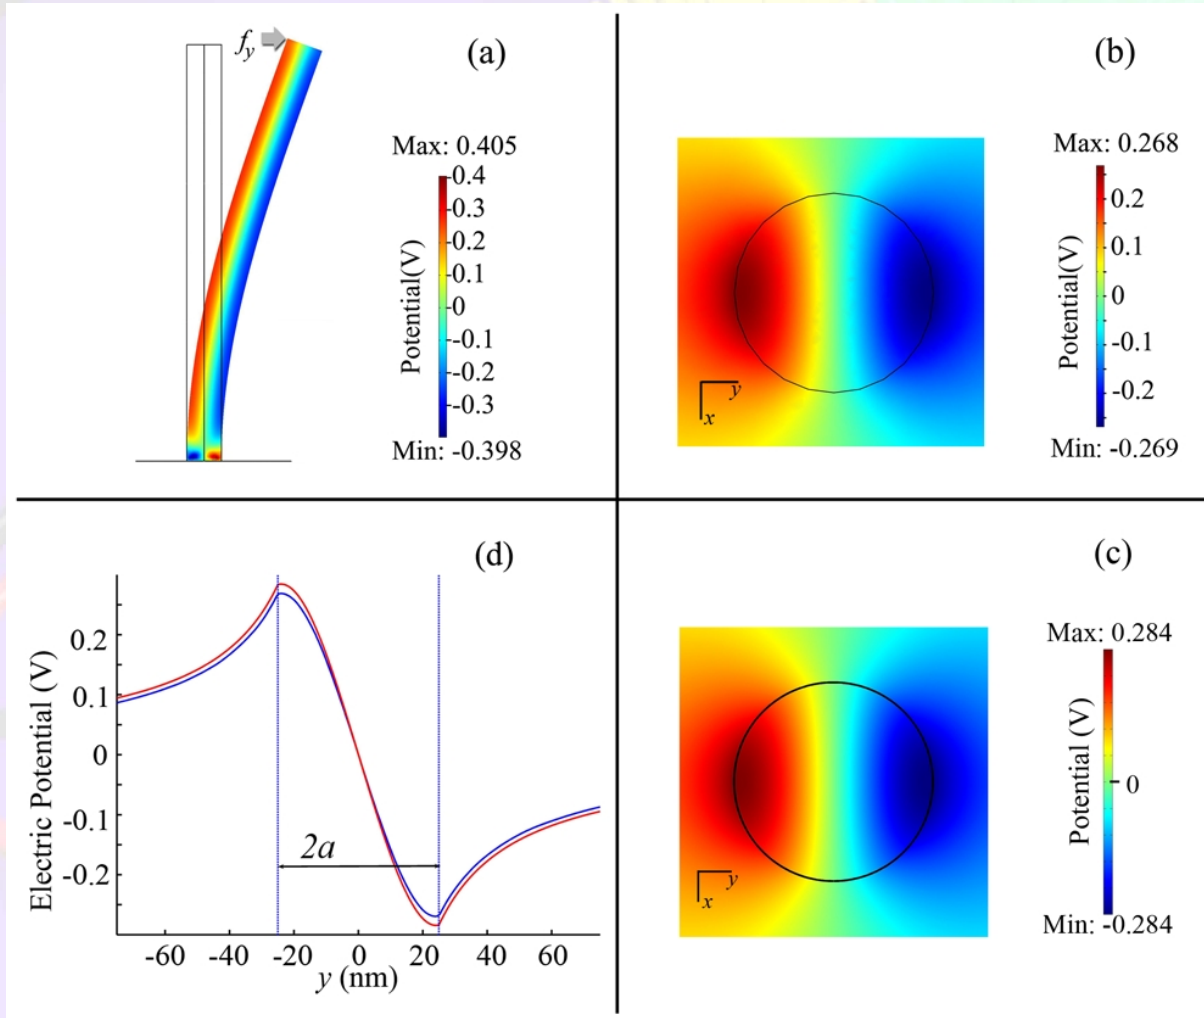 f_y
(a)
Max: 0.405
0.4
0.3
0.2
0.1
0
-0.1
-0.2
-0.3
Min: -0.398
Potential(V)
(b)
Max: 0.268
0.2
0.1
0
-0.1
-0.2
Min: -0.269
Potential(V)
y
x
(d)
0.2
0.1
0
-0.1
-0.2
Electric Potential (V)
2a
-60 -40 -20 0 20 40 60
y (nm)
(c)
Max: 0.284
0
Min: -0.284
Potential (V)
y
x